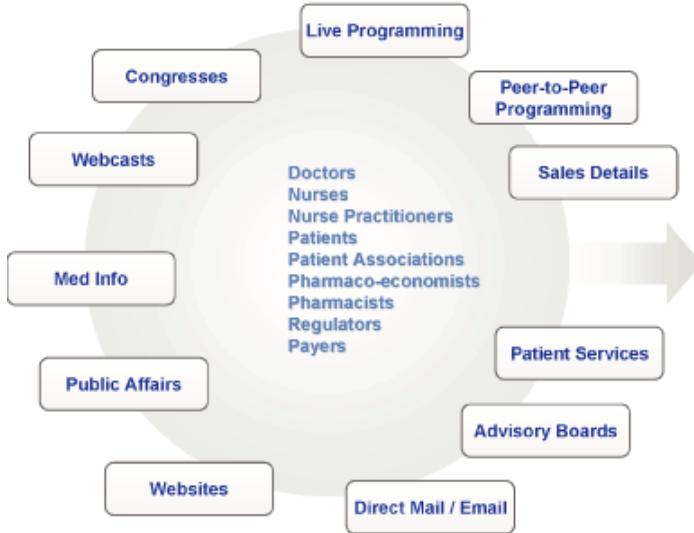 Live Programming
Congresses
Peer-to-Peer
Programming
Webcasts
Sales Details
Doctors
Nurses
Nurse Practitioners
Patients
Patient Associations
Pharmaco-economists
Pharmacists
Regulators
Payers
Med Info
Patient Services
Public Affairs
Advisory Boards
Websites
Direct Mail / Email